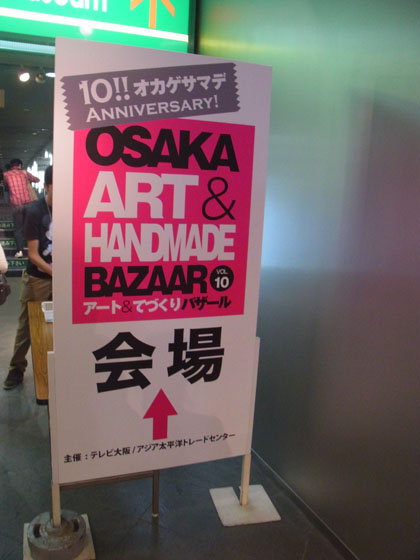 10!! オカゲサマデ
ANNIVERSARY!
OSAKA
ART &
HANDMADE
BAZAAR VOL 10
アート&てづくりバザール
会場
主催：テレビ大阪/アジア太平洋トレードセンター